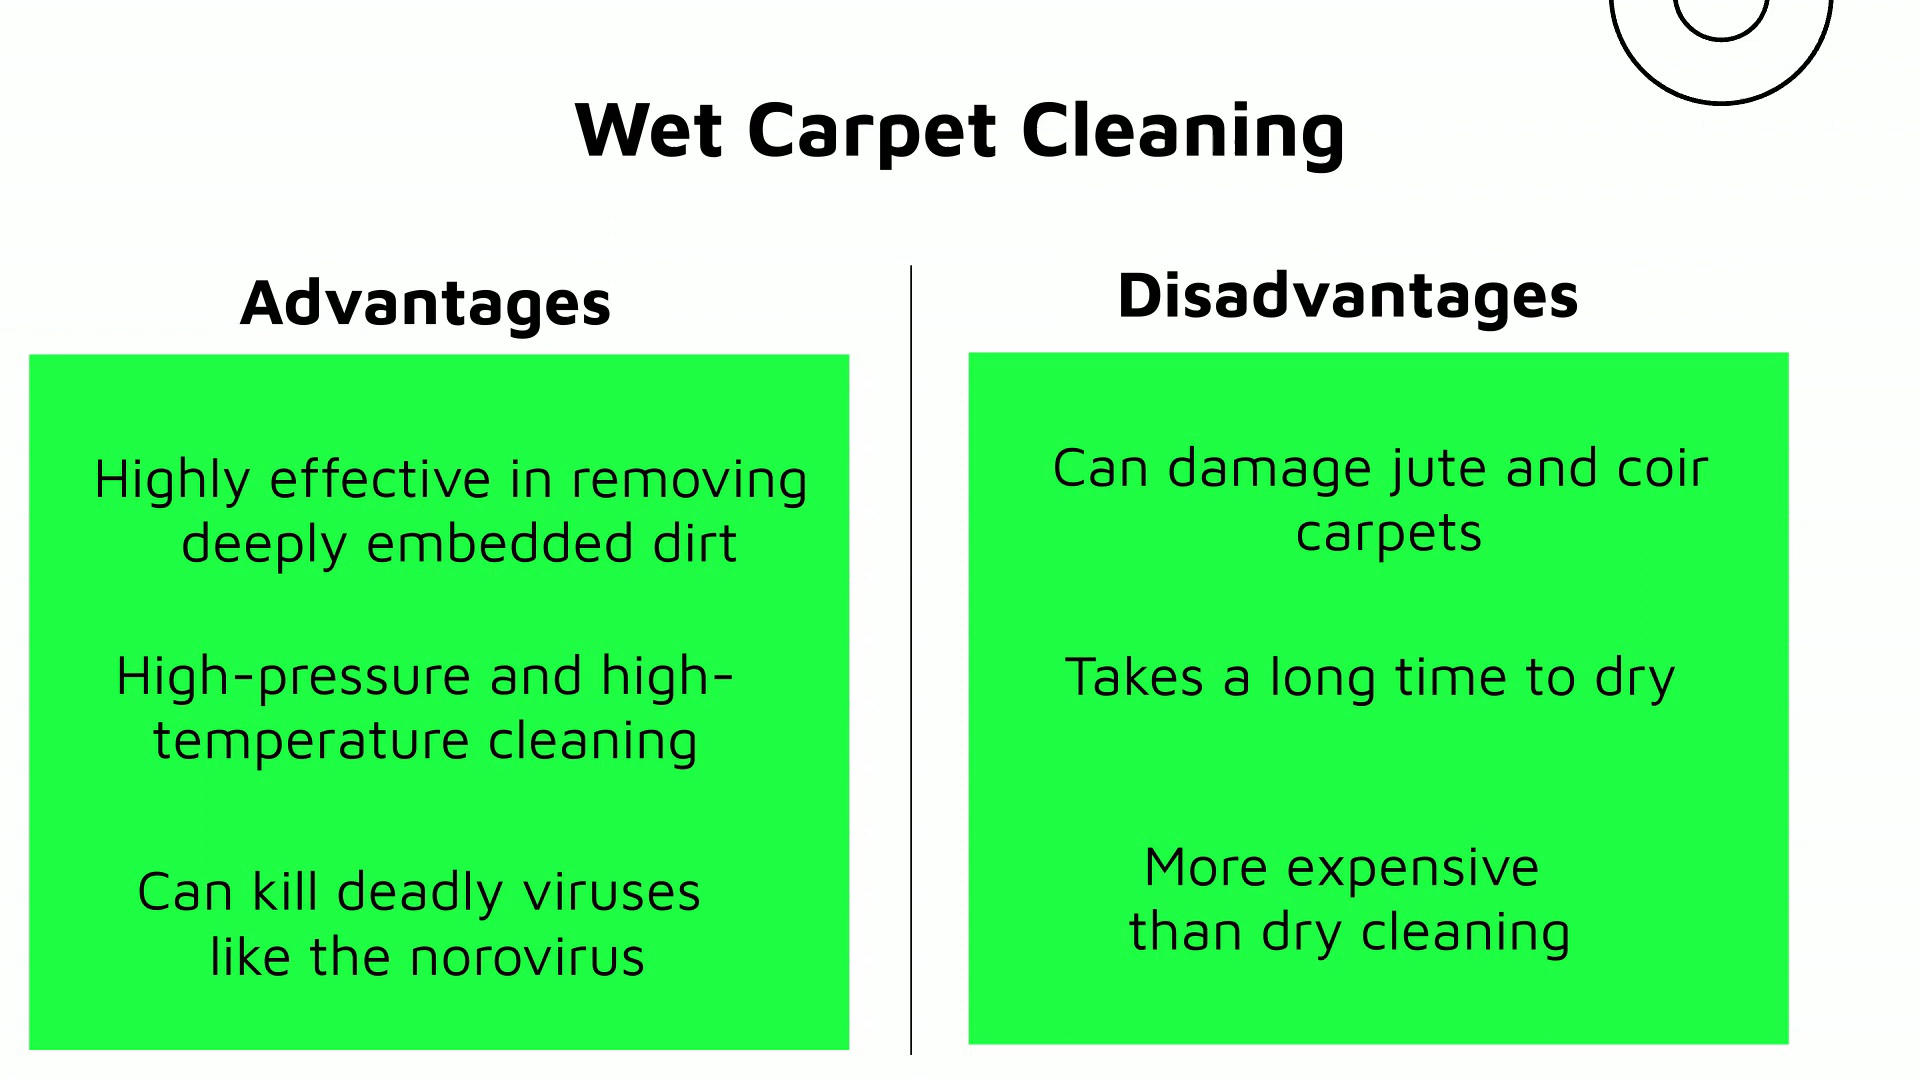 Wet Carpet Cleaning
Advantages
Highly effective in removing
deeply embedded dirt
High-pressure and high-
temperature cleaning
Can kill deadly viruses
like the norovirus
Disadvantages
Can damage jute and coir
carpets
Takes a long time to dry
More expensive
than dry cleaning